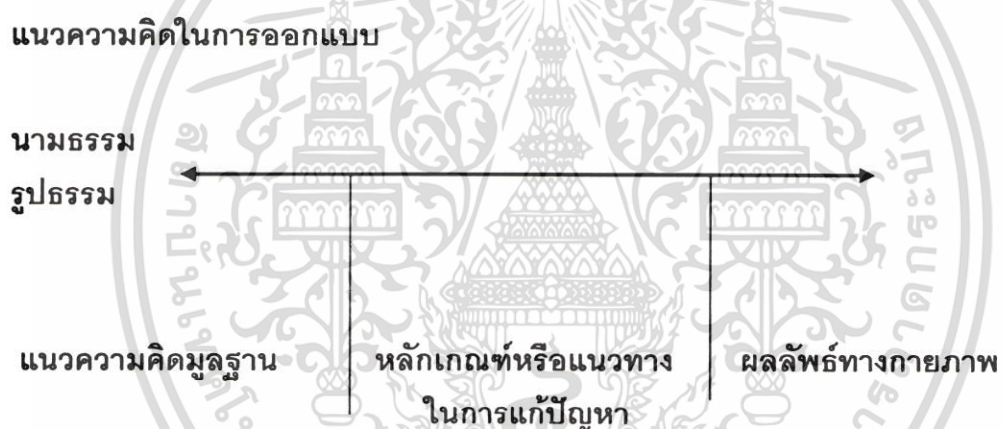 แนวความคิดในการออกแบบ
นามธรรม
รูปธรรม
แนวความคิดมูลฐาน
หลักเกณฑ์หรือแนวทาง
ในการแก้ปัญหา
ผลลัพธ์ทางกายภาพ